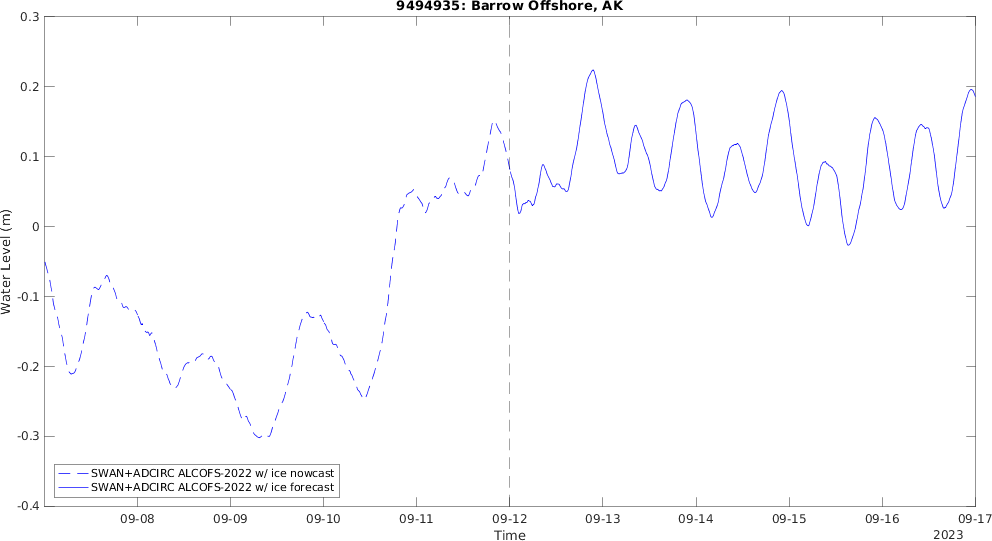 9494935: Barrow Offshore, AK
0.3
0.2
0.1
0
-0.1
-0.2
-0.3
-0.4
Water Level (m)
SWAN+ADCIRC ALCOFS-2022 w/ ice nowcast
SWAN+ADCIRC ALCOFS-2022 w/ ice forecast
09-08 09-09 09-10 09-11 09-12 09-13 09-14 09-15 09-16 09-17
Time
2023